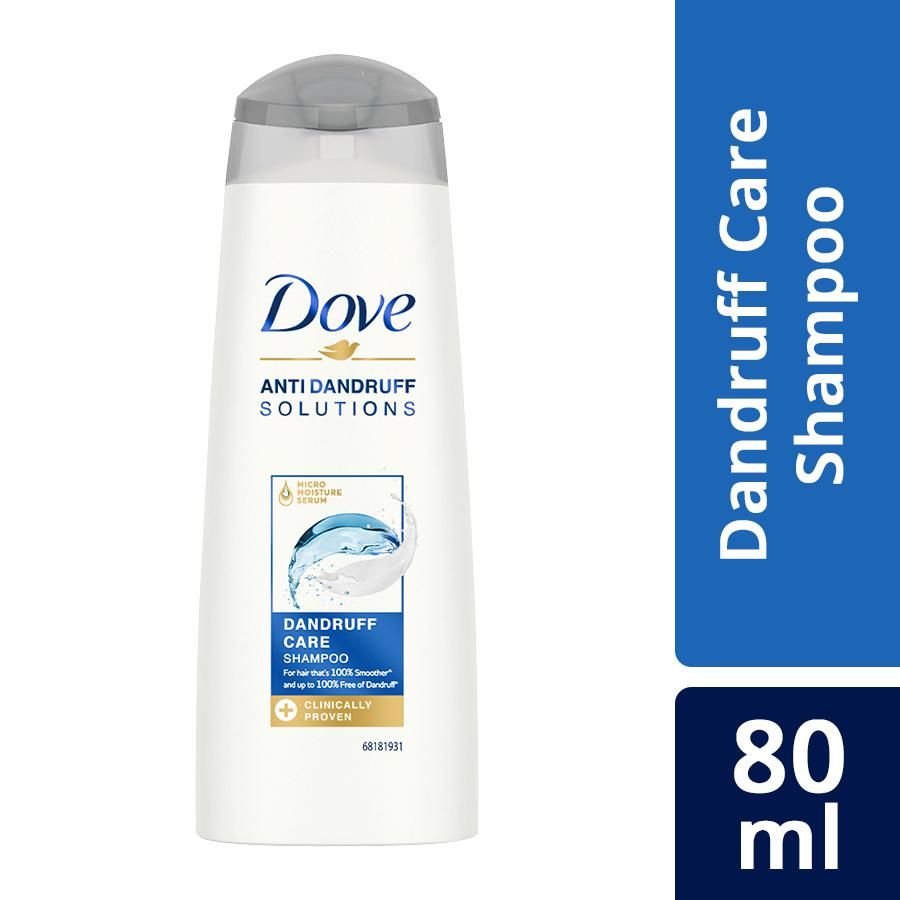 Dove
ANTI DANDRUFF
SOLUTIONS
MICRO
MOISTURE
SERUM
DANDRUFF
CARE
SHAMPOO
For hair that's 100% Smoother^
and up to 100% Free of Dandruff*
CLINICALLY
PROVEN
68181931
Dandruff Care
Shampoo
80
ml